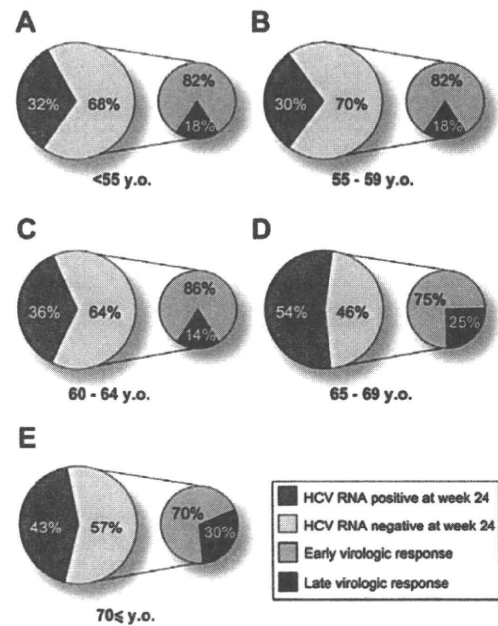 A
32% 68% 82% 18%
<55 y.o.
B
30% 70% 82% 18%
55 - 59 y.o.
C
36% 64% 86% 14%
60 - 64 y.o.
D
54% 46% 75% 25%
65 - 69 y.o.
E
43% 57% 70% 30%
70≤ y.o.
HCV RNA positive at week 24
HCV RNA negative at week 24
Early virologic response
Late virologic response